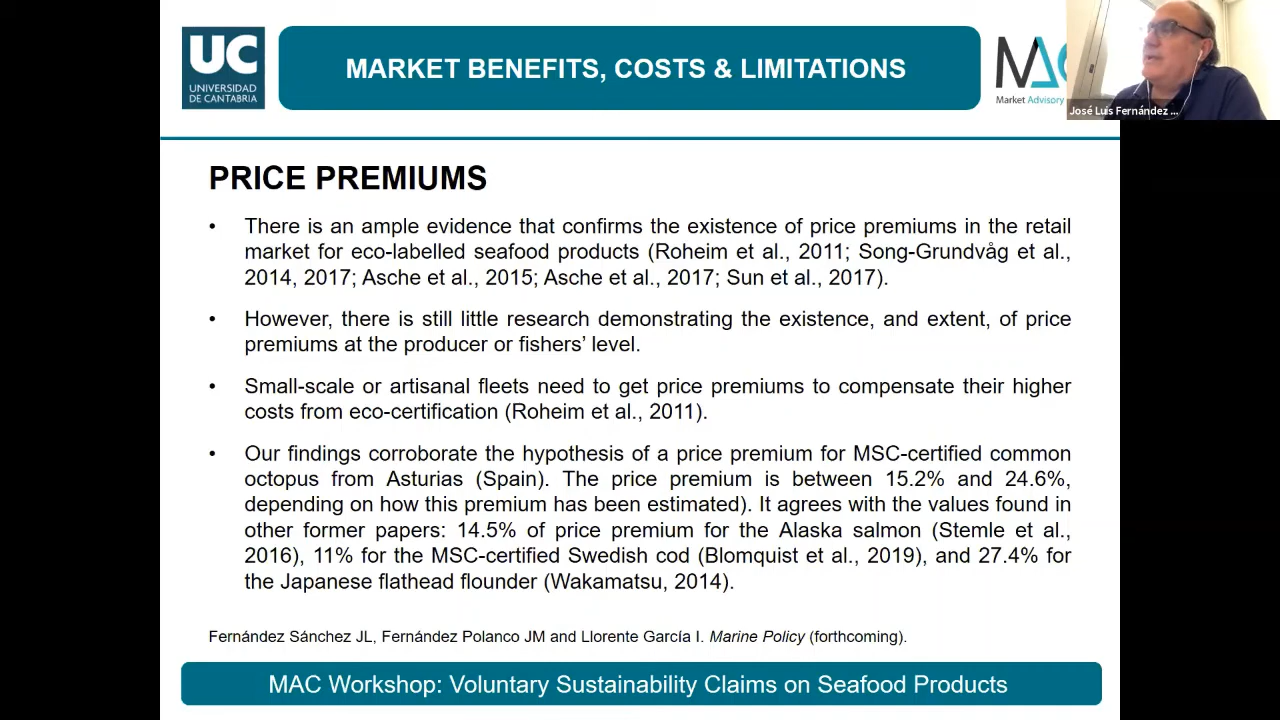 UC
UNIVERSIDAD
DE CANTABRIA
MARKET BENEFITS, COSTS & LIMITATIONS
Market Advisory
José Luis Fernández ...
PRICE PREMIUMS
• There is an ample evidence that confirms the existence of price premiums in the retail
market for eco-labelled seafood products (Roheim et al., 2011; Song-Grundvåg et al.,
2014, 2017; Asche et al., 2015; Asche et al., 2017; Sun et al., 2017).
• However, there is still little research demonstrating the existence, and extent, of price
premiums at the producer or fishers' level.
• Small-scale or artisanal fleets need to get price premiums to compensate their higher
costs from eco-certification (Roheim et al., 2011).
• Our findings corroborate the hypothesis of a price premium for MSC-certified common
octopus from Asturias (Spain). The price premium is between 15.2% and 24.6%,
depending on how this premium has been estimated). It agrees with the values found in
other former papers: 14.5% of price premium for the Alaska salmon (Stemle et al.,
2016), 11% for the MSC-certified Swedish cod (Blomquist et al., 2019), and 27.4% for
the Japanese flathead flounder (Wakamatsu, 2014).
Fernández Sánchez JL, Fernández Polanco JM and Llorente García I. Marine Policy (forthcoming).
MAC Workshop: Voluntary Sustainability Claims on Seafood Products